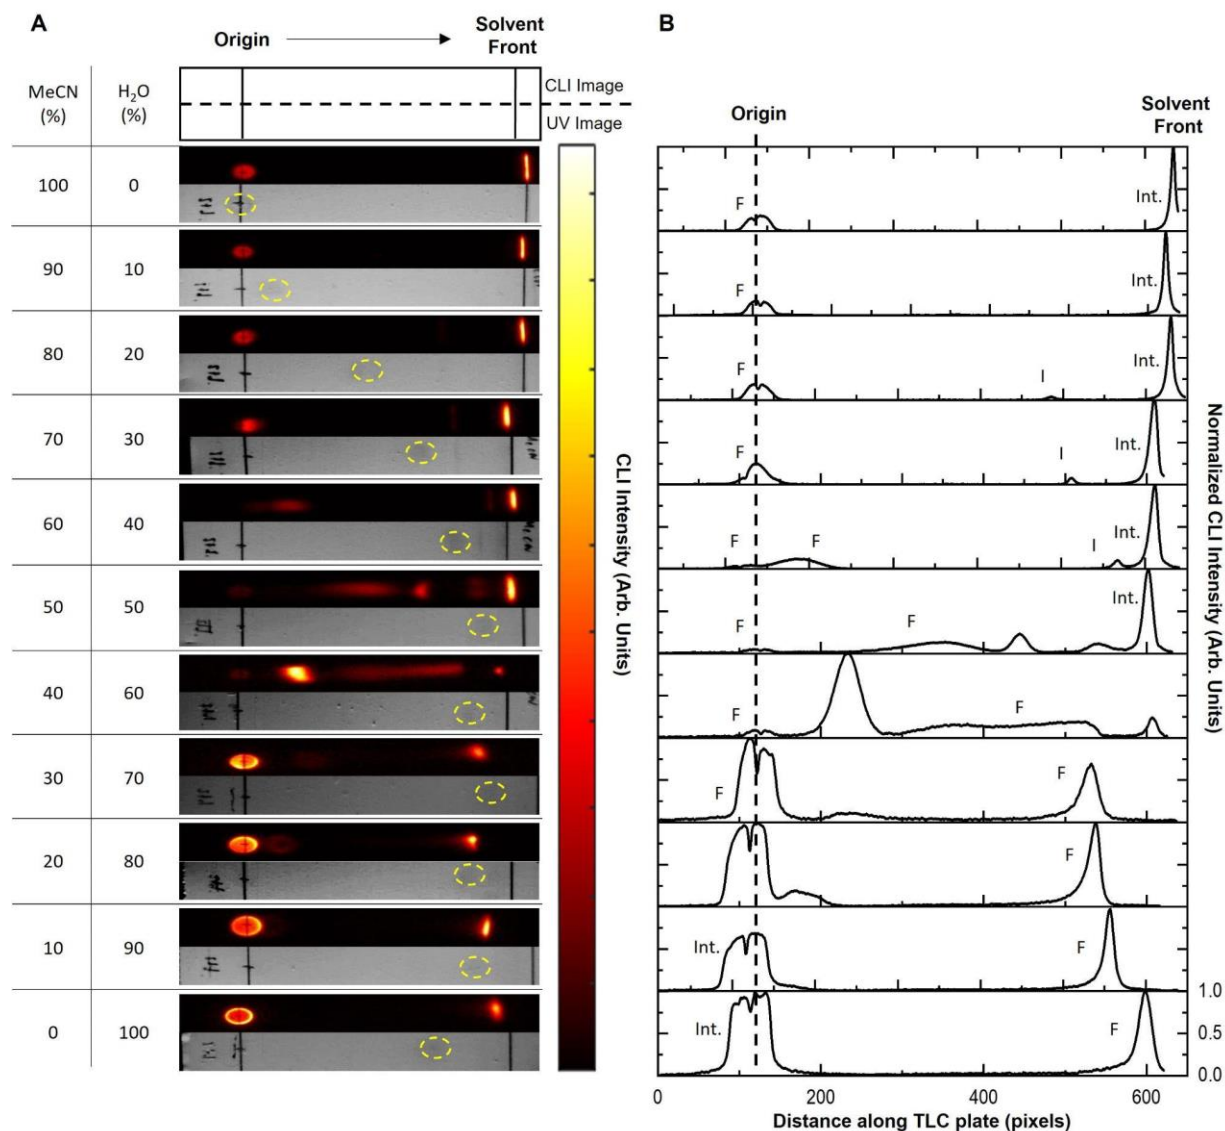 A
B
Origin
Solvent
Front
MeCN
(%)
H2O
(%)
CLI Image
UV Image
100 0
90 10
80 20
70 30
60 40
50 50
40 60
30 70
20 80
10 90
0 100
CLI Intensity (Arb. Units)
Origin
Solvent
Front
F Int.
F Int.
F I Int.
F I Int.
F F I Int.
F F Int.
F F
F F
F
Int. F
Int. F
1.0
0.5
0.0
Normalized CLI Intensity (Arb. Units)
0 200 400 600
Distance along TLC plate (pixels)